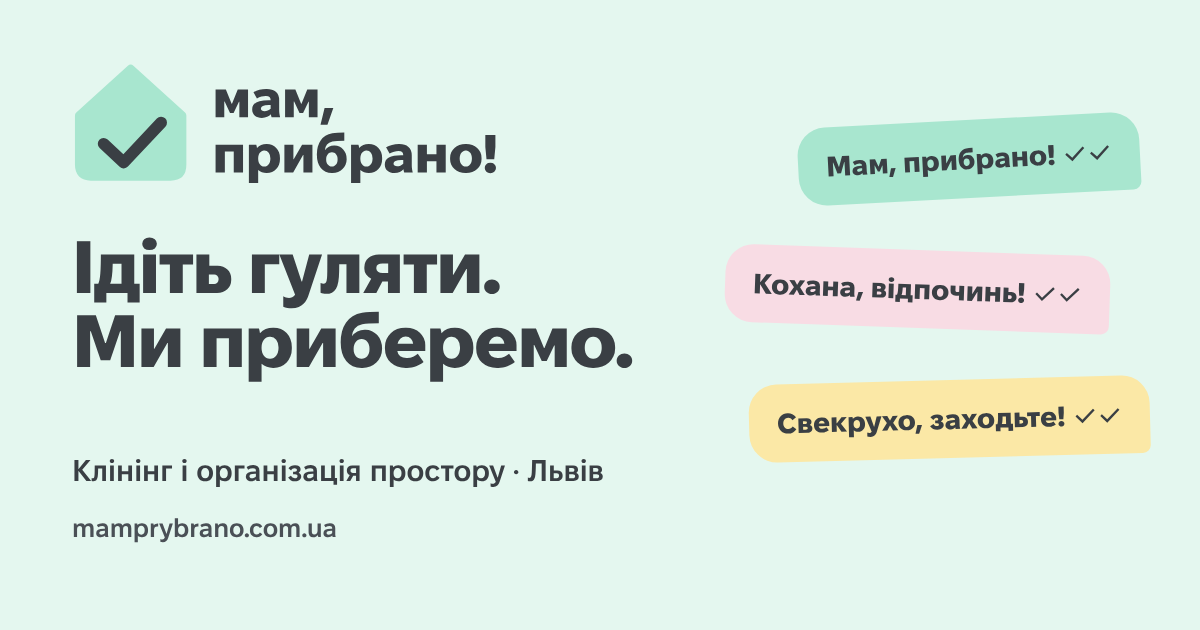 мам,
прибрано!
Ідіть гуляти.
Ми приберемо.
Клінінг і організація простору · Львів
mamprybrano.com.ua
Мам, прибрано! ✓✓
Кохана, відпочинь! ✓✓
Свекрухо, заходьте! ✓✓